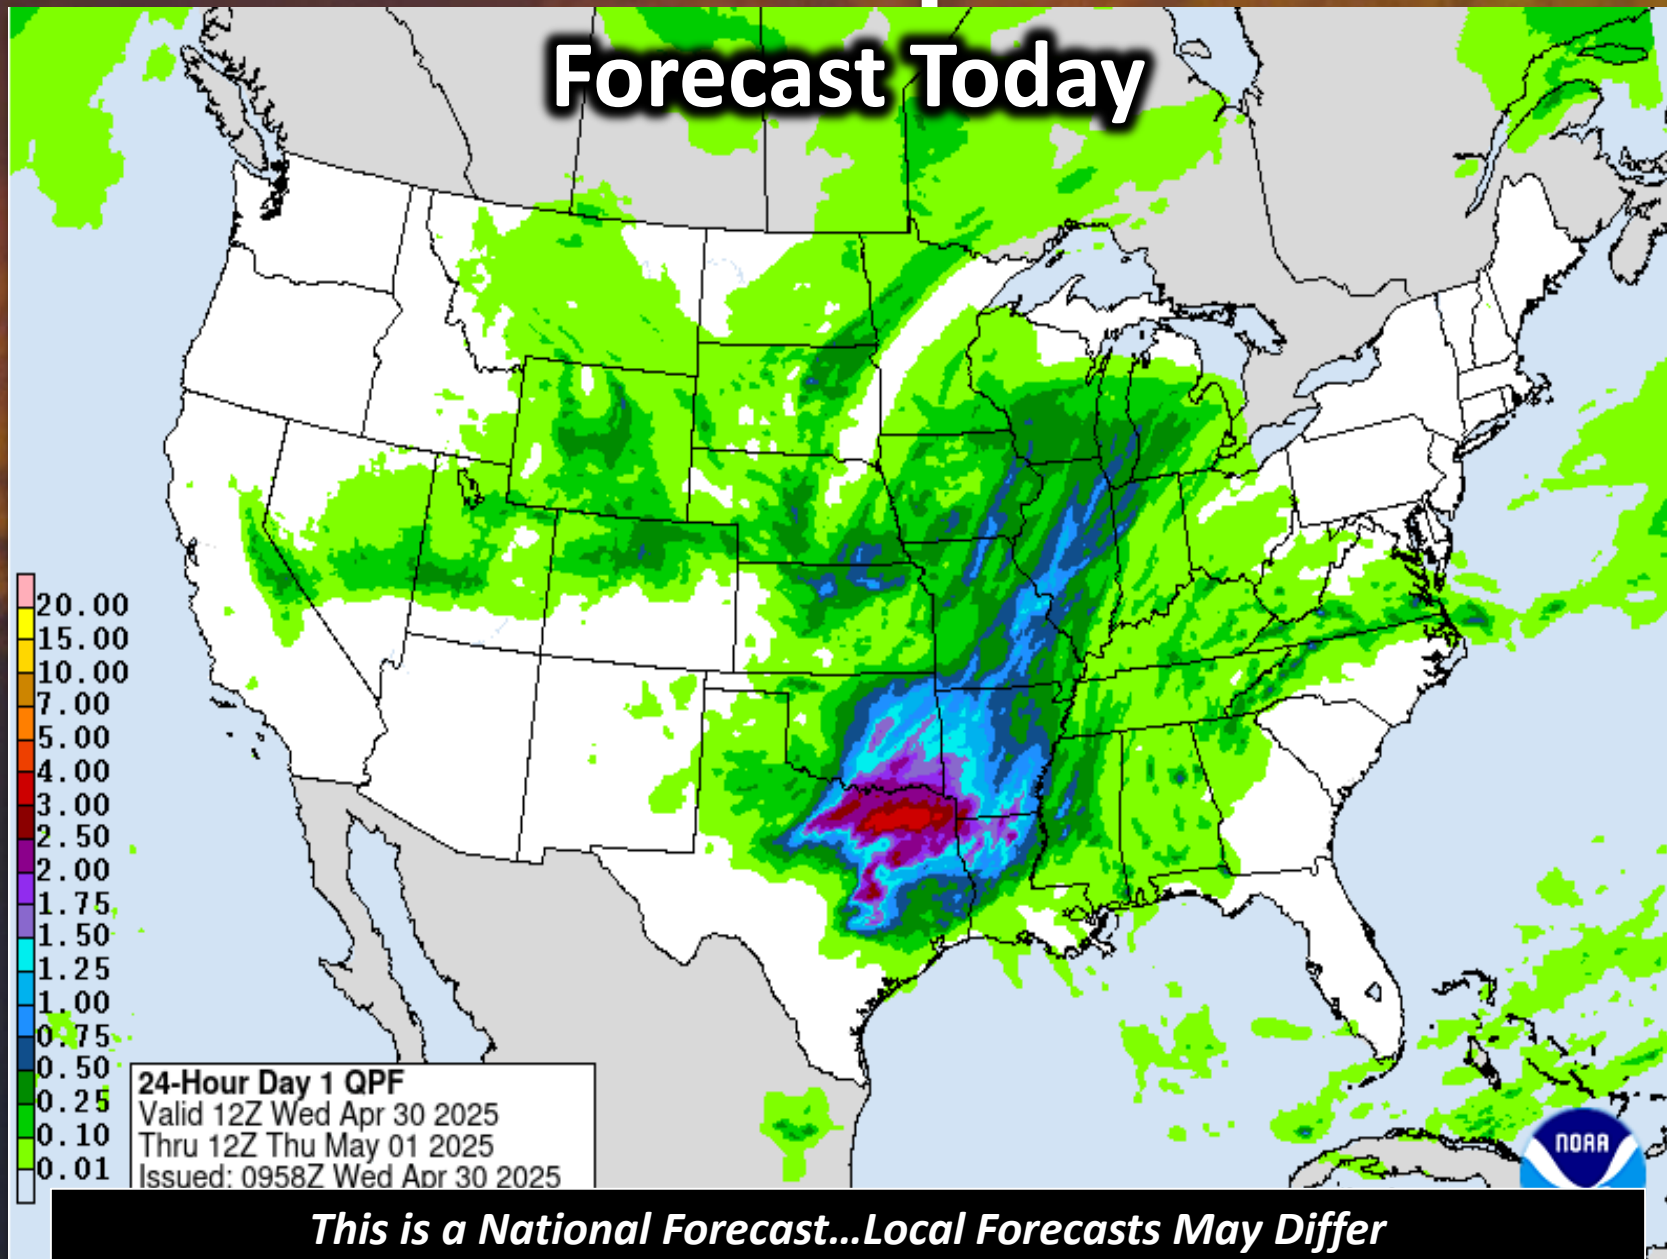 Forecast Today
20.00
15.00
10.00
7.00
5.00
4.00
3.00
2.50
2.00
1.75
1.50
1.25
1.00
0.75
0.50
0.25
0.10
0.01
24-Hour Day 1 QPF
Valid 12Z Wed Apr 30 2025
Thru 12Z Thu May 01 2025
Issued: 0958Z Wed Apr 30 2025
NOAA
This is a National Forecast...Local Forecasts May Differ